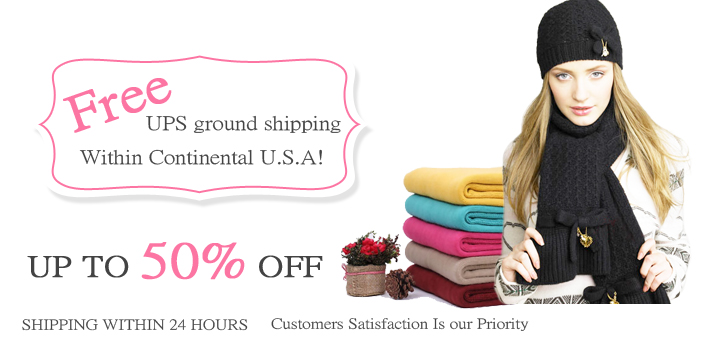 Free
UPS ground shipping
Within Continental U.S.A!
UP TO 50% OFF
SHIPPING WITHIN 24 HOURS
Customers Satisfaction Is our Priority